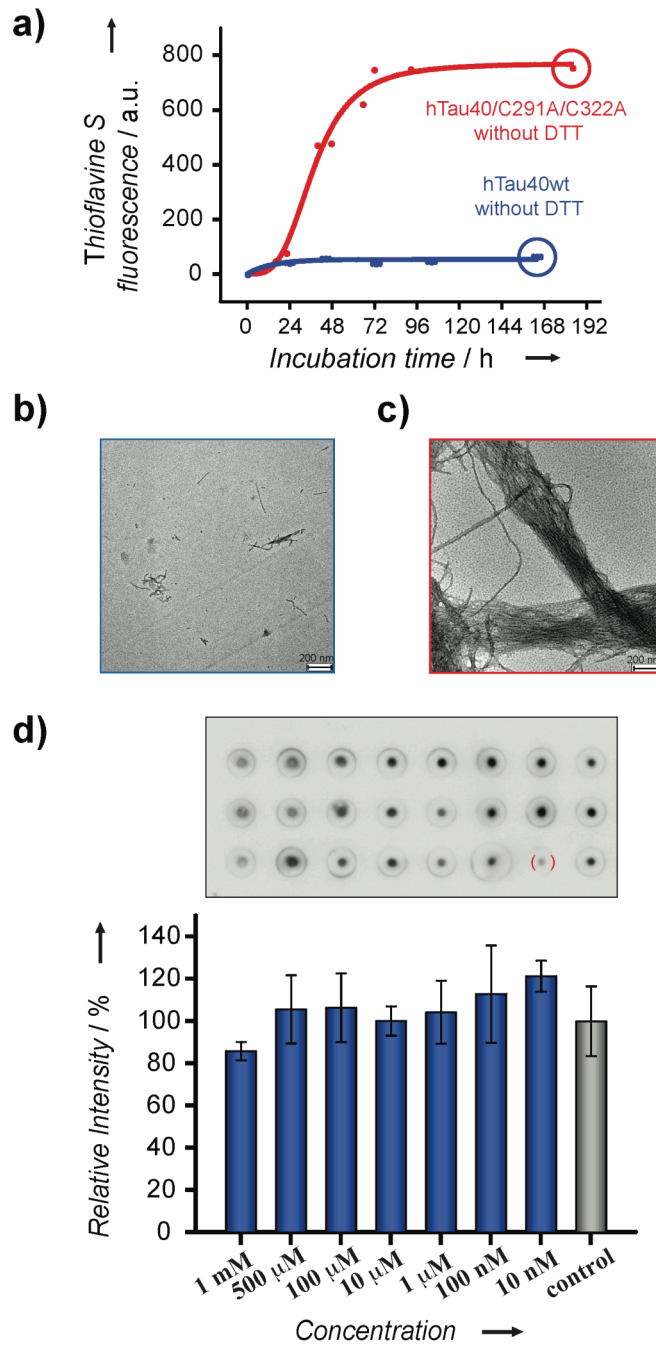 a)
Thioflavine S
fluorescence / a.u.
800
600
400
200
0
hTau40/C291A/C322A
without DTT
hTau40wt
without DTT
0 24 48 72 96 120 144 168 192
Incubation time / h
b)
c)
200 nm
200 nm
d)
( )
Relative Intensity / %
140
120
100
80
60
40
20
0
1 mM
500 μM
100 μM
10 μM
1 μM
100 nM
10 nM
control
Concentration